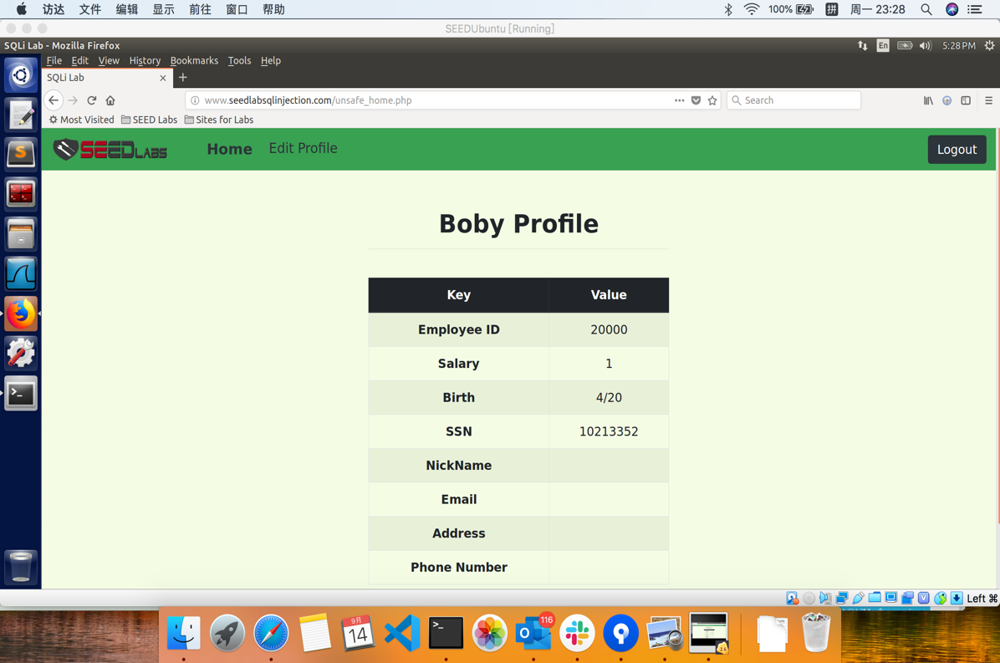 访达 文件 编辑 显示 前往 窗口 帮助 100% 拼 周一 23:28
SEEDUbuntu [Running]
SQLi Lab - Mozilla Firefox En 5:28 PM
File Edit View History Bookmarks Tools Help
SQLi Lab × +
www.seedlabsqlinjection.com/unsafe_home.php Search
Most Visited SEED Labs Sites for Labs
SEEDLABS Home Edit Profile Logout
Boby Profile
Key Value
Employee ID 20000
Salary 1
Birth 4/20
SSN 10213352
NickName
Email
Address
Phone Number
Left ⌘
9月
14
116